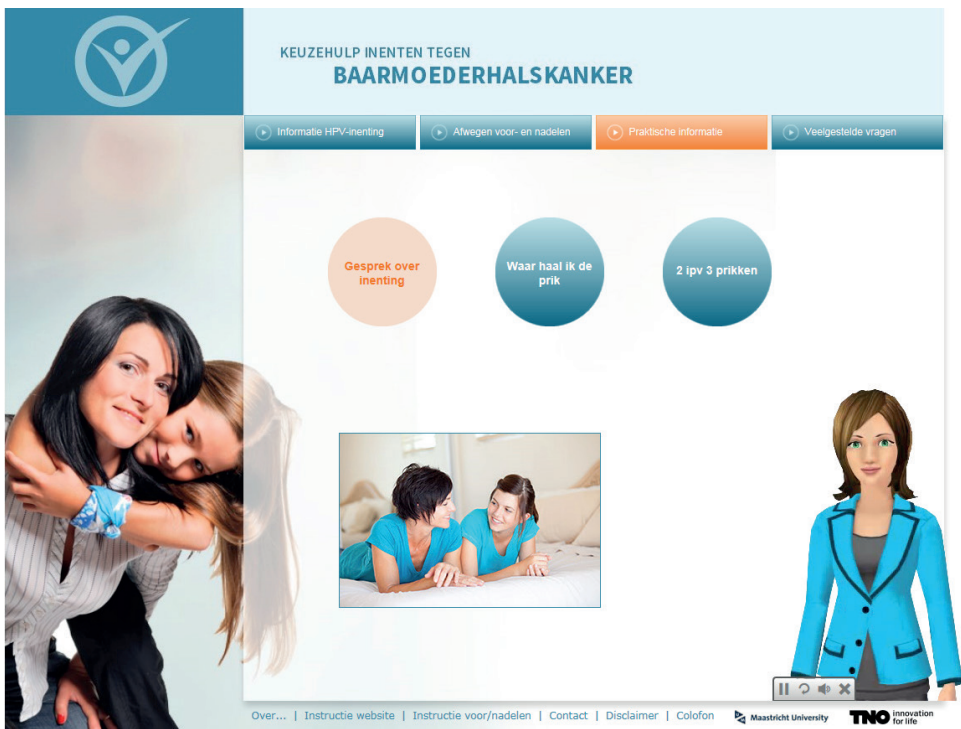 KEUZEHULP INENTEN TEGEN
BAARMOEDERHALSKANKER
Informatie HPV-inenting
Afwegen voor- en nadelen
Praktische informatie
Veelgestelde vragen
Gesprek over
inenting
Waar haal ik de
prik
2 ipv 3 prikken
Over... | Instructie website | Instructie voor/nadelen | Contact | Disclaimer | Colofon
Maastricht University
TNO innovation
for life